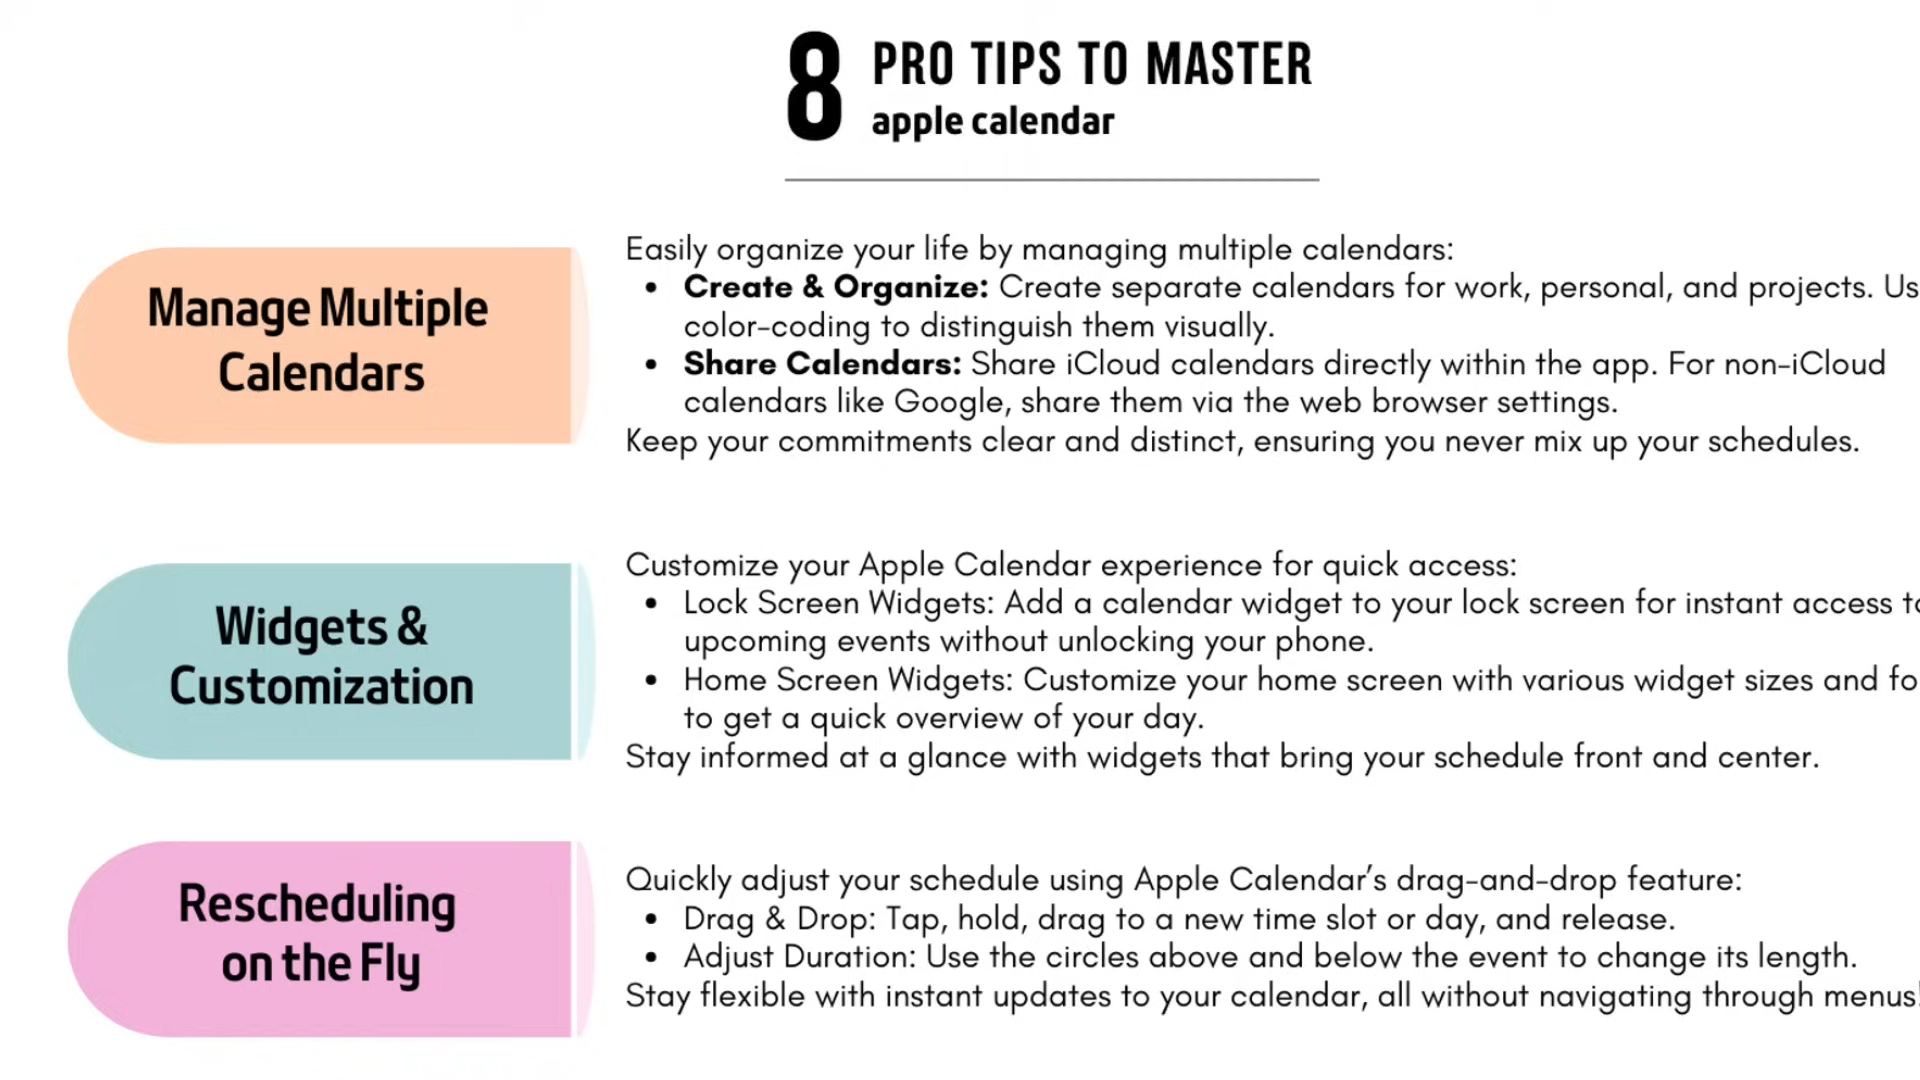 8 PRO TIPS TO MASTER
apple calendar
Manage Multiple
Calendars
Easily organize your life by managing multiple calendars:
• Create & Organize: Create separate calendars for work, personal, and projects. Us
color-coding to distinguish them visually.
• Share Calendars: Share iCloud calendars directly within the app. For non-iCloud
calendars like Google, share them via the web browser settings.
Keep your commitments clear and distinct, ensuring you never mix up your schedules.
Widgets &
Customization
Customize your Apple Calendar experience for quick access:
• Lock Screen Widgets: Add a calendar widget to your lock screen for instant access to
upcoming events without unlocking your phone.
• Home Screen Widgets: Customize your home screen with various widget sizes and fo
to get a quick overview of your day.
Stay informed at a glance with widgets that bring your schedule front and center.
Rescheduling
on the Fly
Quickly adjust your schedule using Apple Calendar’s drag-and-drop feature:
• Drag & Drop: Tap, hold, drag to a new time slot or day, and release.
• Adjust Duration: Use the circles above and below the event to change its length.
Stay flexible with instant updates to your calendar, all without navigating through menus!